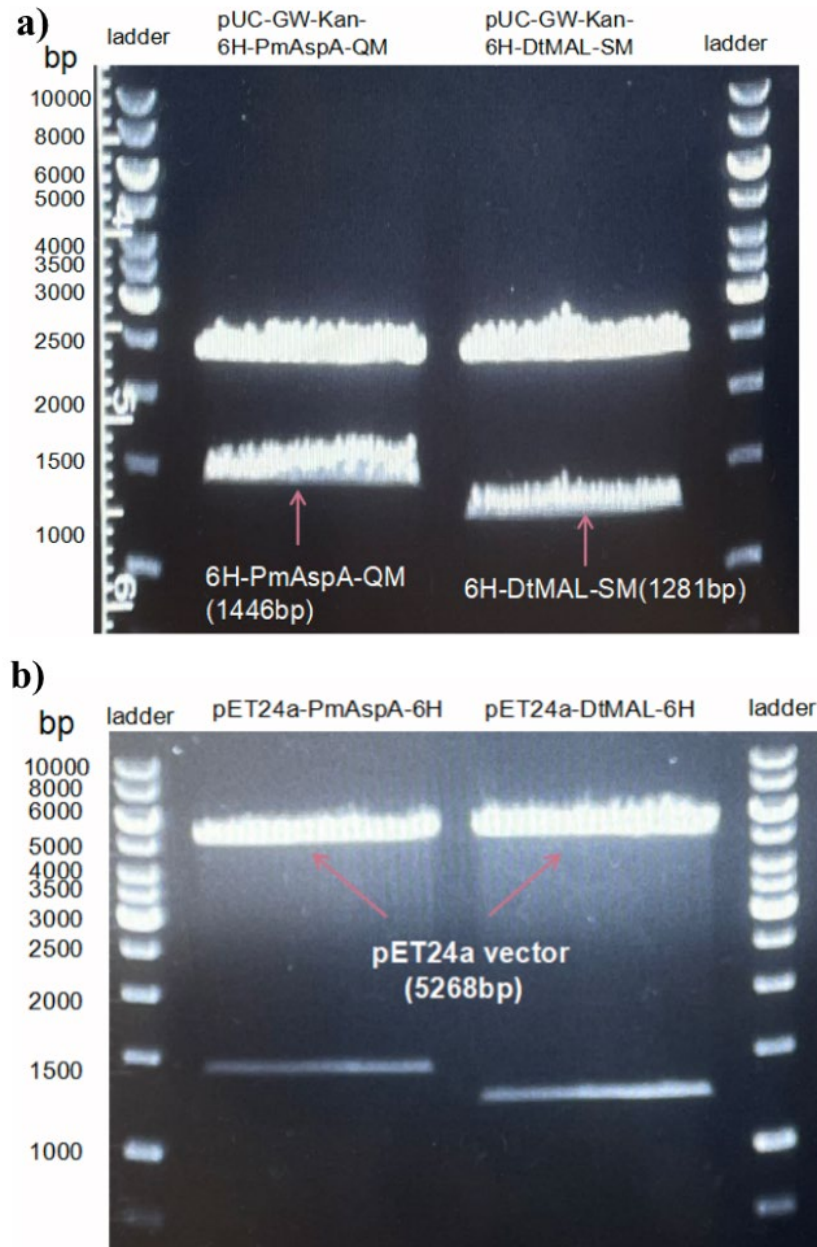 a)
ladder
pUC-GW-Kan-
6H-PmAspA-QM
pUC-GW-Kan-
6H-DtMAL-SM
ladder
bp
10000
8000
6000
5000
4000
3500
3000
2500
2000
1500
1000
4
5
6
6H-PmAspA-QM
(1446bp)
6H-DtMAL-SM(1281bp)
b)
bp
ladder
pET24a-PmAspA-6H
pET24a-DtMAL-6H
ladder
10000
8000
6000
5000
4000
3500
3000
2500
2000
1500
1000
pET24a vector
(5268bp)